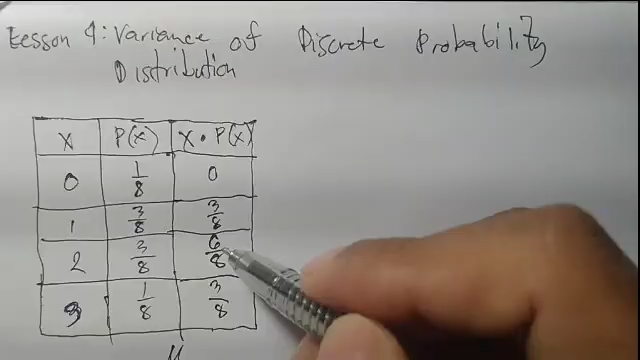 Lesson 4: Variance of Discrete Probability
Distribution
X P(X) X • P(X)
0 1/8 0
1 3/8 3/8
2 3/8 6/8
3 1/8 3/8